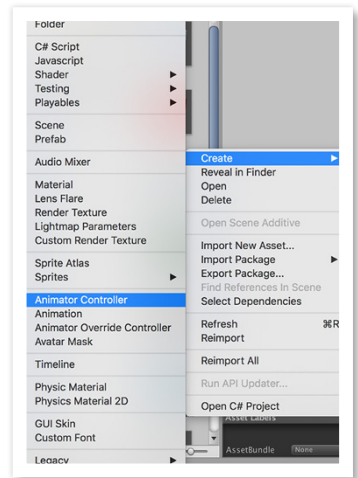 Folder
C# Script
Javascript
Shader
Testing
Playables
Scene
Prefab
Audio Mixer
Material
Lens Flare
Render Texture
Lightmap Parameters
Custom Render Texture
Sprite Atlas
Sprites
Animator Controller
Animation
Animator Override Controller
Avatar Mask
Timeline
Physic Material
Physics Material 2D
GUI Skin
Custom Font
Legacy
Create
Reveal in Finder
Open
Delete
Open Scene Additive
Import New Asset...
Import Package
Export Package...
Find References In Scene
Select Dependencies
Refresh ⌘R
Reimport
Reimport All
Run API Updater...
Open C# Project
Asset Labels
AssetBundle None